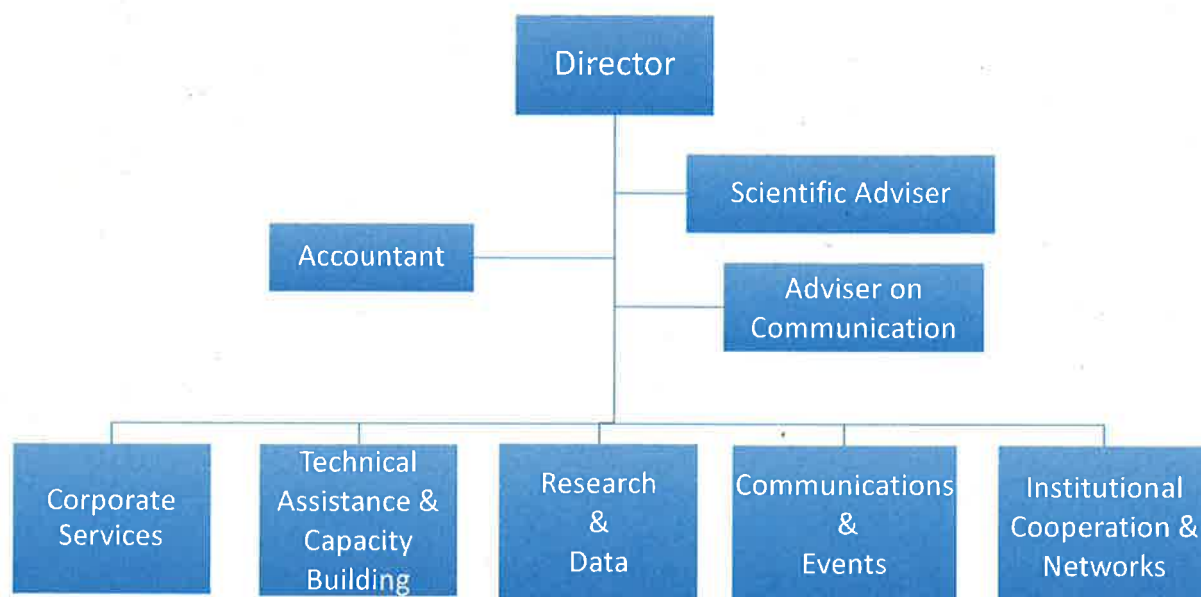 Director
Scientific Adviser
Accountant
Adviser on
Communication
Corporate
Services
Technical
Assistance &
Capacity
Building
Research
&
Data
Communications
&
Events
Institutional
Cooperation &
Networks